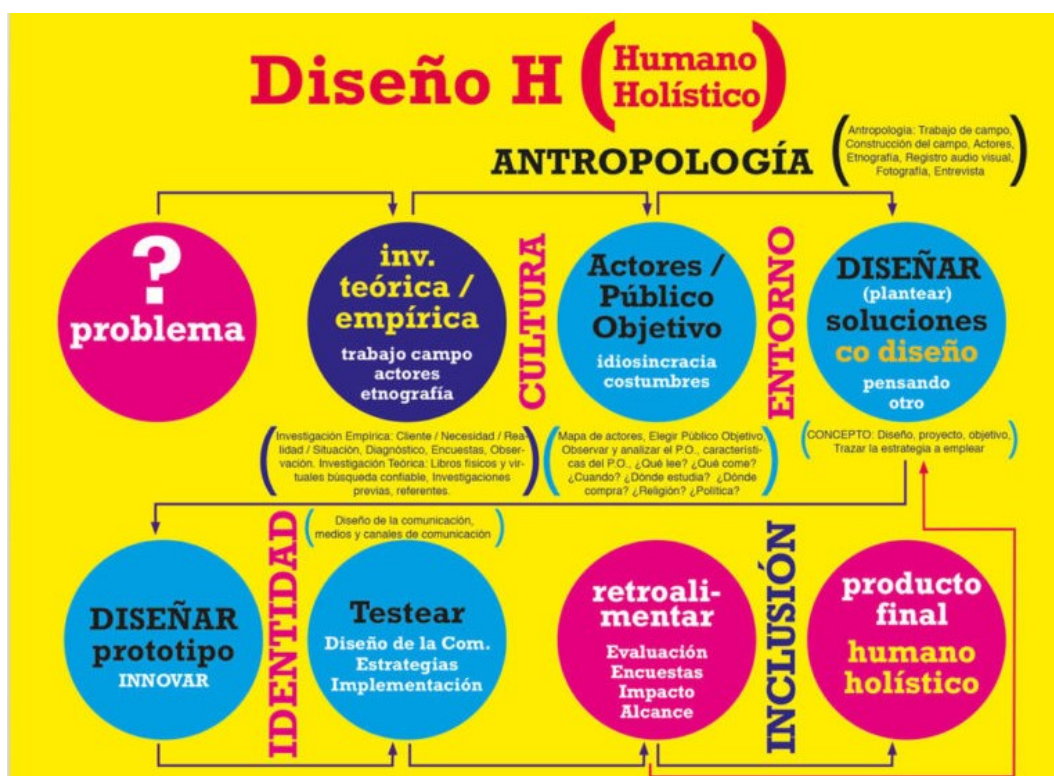 Diseño H (Humano
Holístico)
ANTROPOLOGÍA
(Antropología: Trabajo de campo,
Construcción del campo, Actores,
Etnografía, Registro audio visual,
Fotografía, Entrevista)
?
problema
inv.
teórica /
empírica
trabajo campo
actores
etnografía
CULTURA
Actores /
Público
Objetivo
idiosincracia
costumbres
ENTORNO
DISEÑAR
(plantear)
soluciones
co diseño
pensando
otro
(Investigación Empírica: Cliente / Necesidad / Rea-
lidad / Situación, Diagnóstico, Encuestas, Obser-
vación. Investigación Teórica: Libros físicos y vir-
tuales búsqueda confiable, Investigaciones
previas, referentes.)
(Mapa de actores, Elegir Público Objetivo,
Observar y analizar el P.O., característi-
cas del P.O., ¿Qué lee? ¿Qué come?
¿Cuando? ¿Dónde estudia? ¿Dónde
compra? ¿Religión? ¿Política?)
(CONCEPTO: Diseño, proyecto, objetivo,
Trazar la estrategia a emplear)
DISEÑAR
prototipo
INNOVAR
IDENTIDAD
(Diseño de la comunicación,
medios y canales de comunicación)
Testear
Diseño de la Com.
Estrategias
Implementación
retroali-
mentar
Evaluación
Encuestas
Impacto
Alcance
INCLUSIÓN
producto
final
humano
holístico